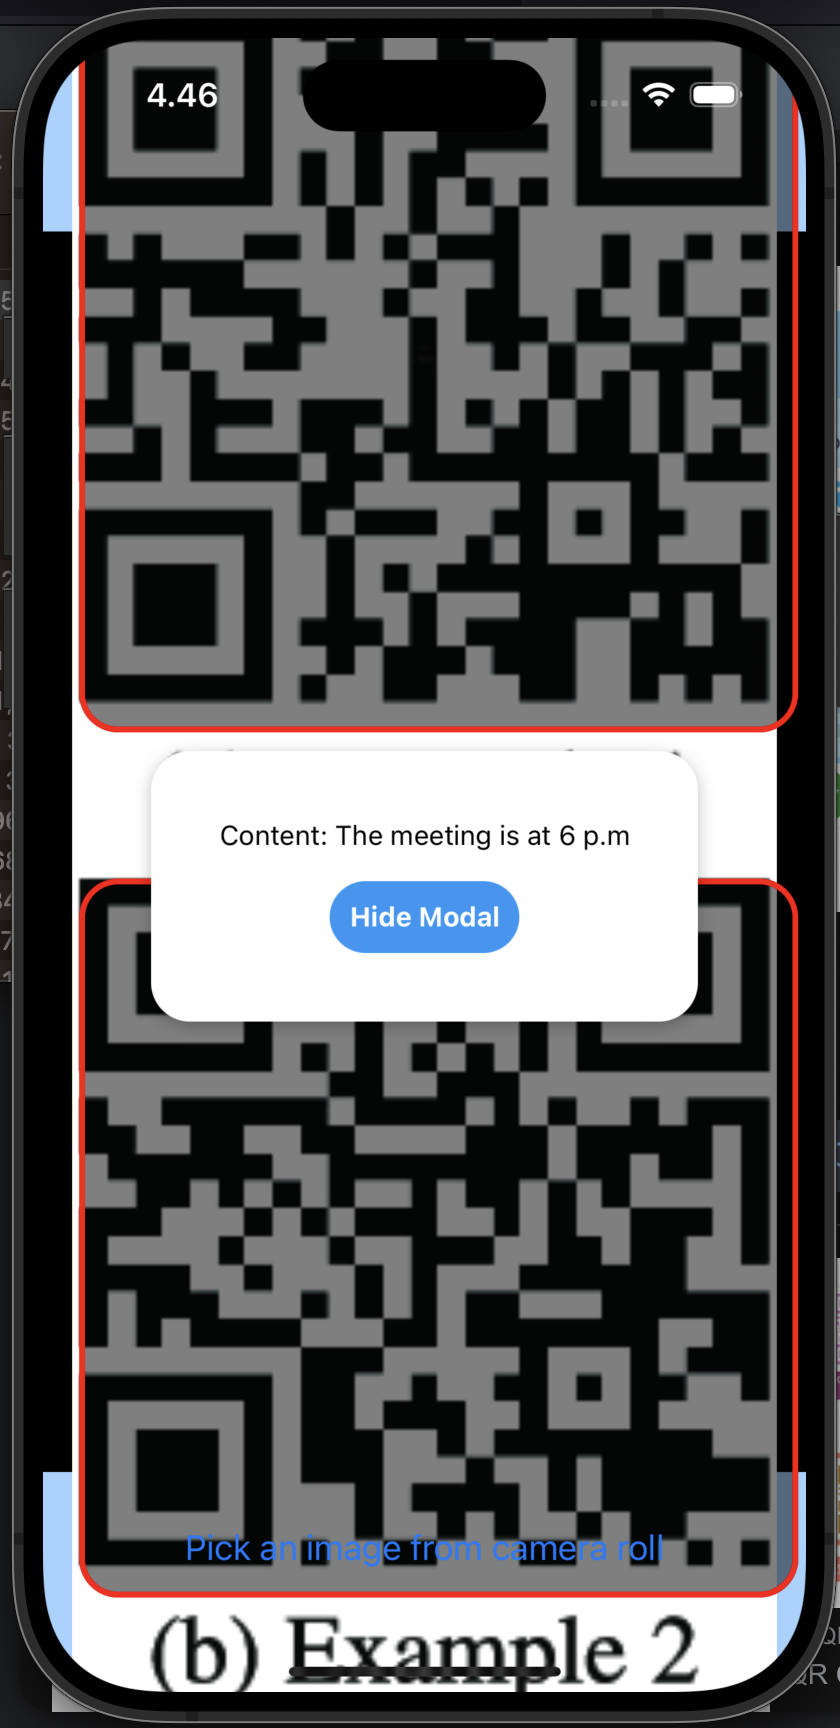 4.46
Content: The meeting is at 6 p.m
Hide Modal
Pick an image from camera roll
(b) Example 2